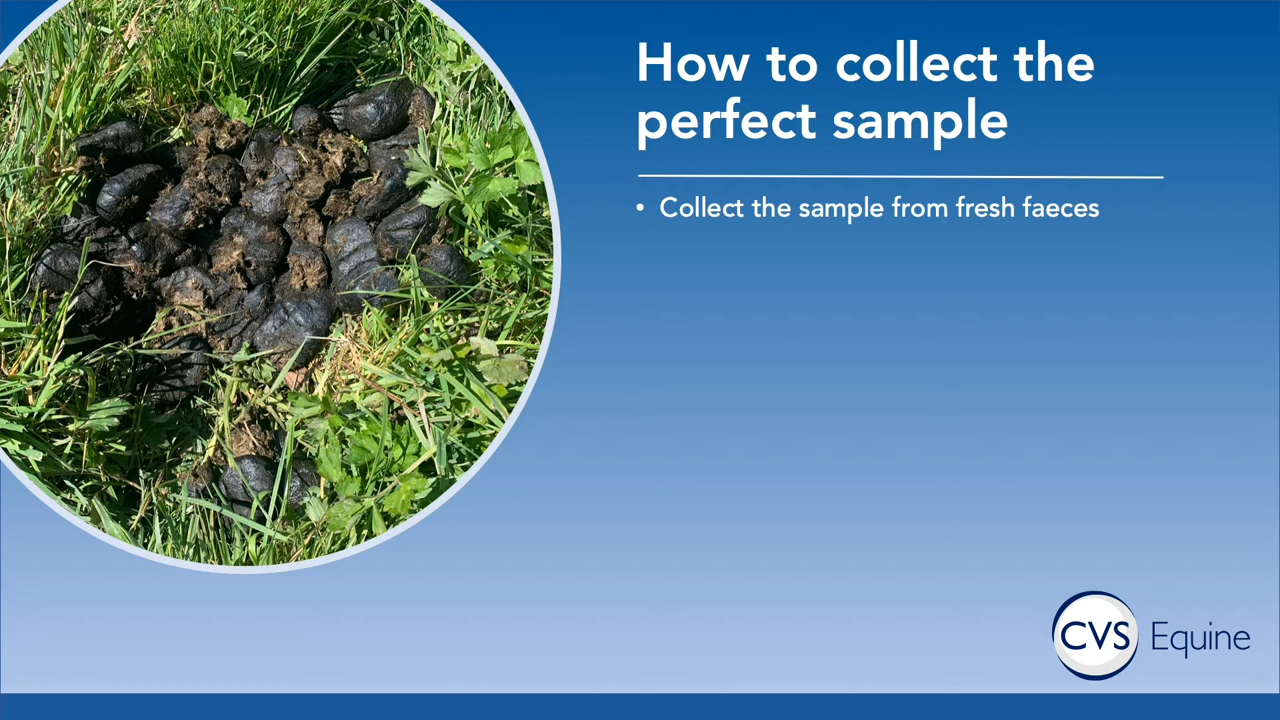 How to collect the
perfect sample
• Collect the sample from fresh faeces
CVS Equine